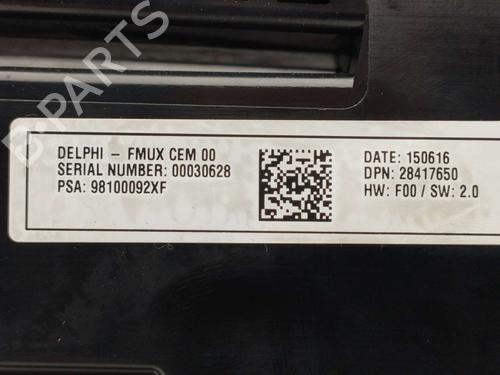 B-PARTS
DELPHI – FMUX CEM 00
SERIAL NUMBER: 00030628
PSA: 98100092XF
DATE: 150616
DPN: 28417650
HW: F00 / SW: 2.0